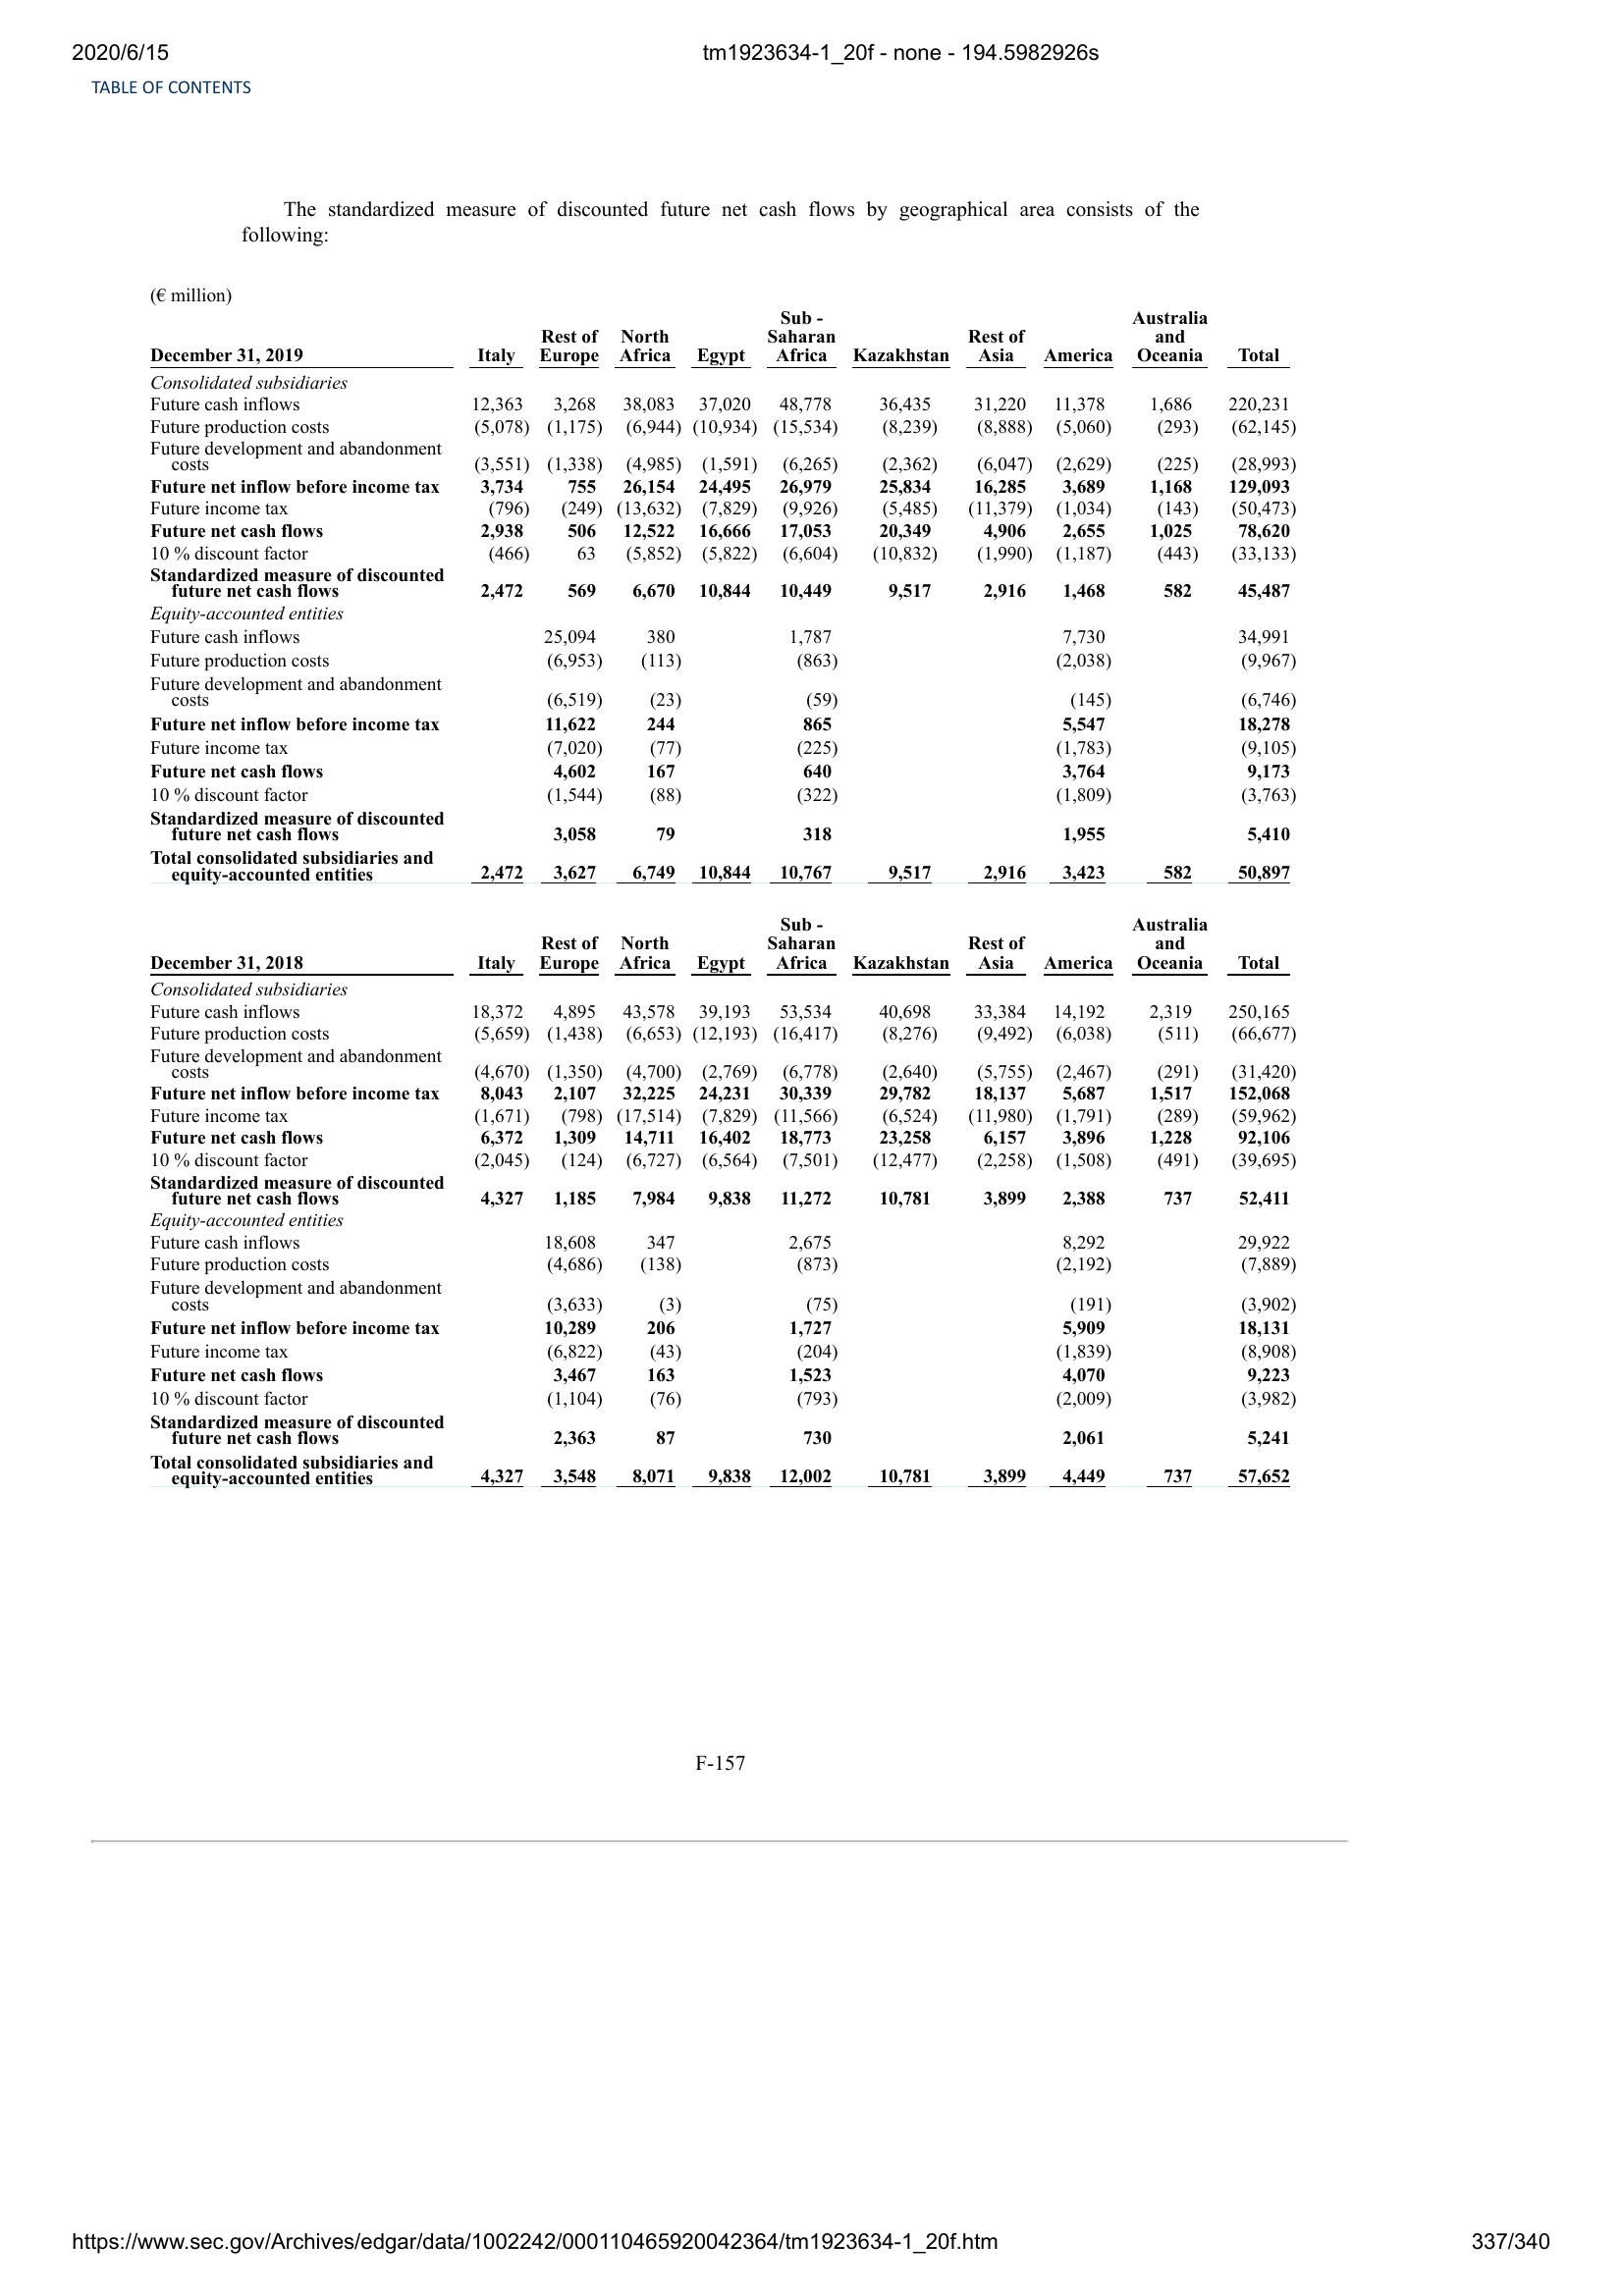 2020/6/15 tm1923634-1_20f - none - 194.5982926s
TABLE OF CONTENTS
The standardized measure of discounted future net cash flows by geographical area consists of the
following:
(€ million)
December 31, 2019 Italy Rest of Europe North Africa Egypt Sub - Saharan Africa Kazakhstan Rest of Asia America Australia and Oceania Total
Consolidated subsidiaries
Future cash inflows 12,363 3,268 38,083 37,020 48,778 36,435 31,220 11,378 1,686 220,231
Future production costs (5,078) (1,175) (6,944) (10,934) (15,534) (8,239) (8,888) (5,060) (293) (62,145)
Future development and abandonment
costs (3,551) (1,338) (4,985) (1,591) (6,265) (2,362) (6,047) (2,629) (225) (28,993)
Future net inflow before income tax 3,734 755 26,154 24,495 26,979 25,834 16,285 3,689 1,168 129,093
Future income tax (796) (249) (13,632) (7,829) (9,926) (5,485) (11,379) (1,034) (143) (50,473)
Future net cash flows 2,938 506 12,522 16,666 17,053 20,349 4,906 2,655 1,025 78,620
10 % discount factor (466) 63 (5,852) (5,822) (6,604) (10,832) (1,990) (1,187) (443) (33,133)
Standardized measure of discounted
future net cash flows 2,472 569 6,670 10,844 10,449 9,517 2,916 1,468 582 45,487
Equity-accounted entities
Future cash inflows 25,094 380 1,787 7,730 34,991
Future production costs (6,953) (113) (863) (2,038) (9,967)
Future development and abandonment
costs (6,519) (23) (59) (145) (6,746)
Future net inflow before income tax 11,622 244 865 5,547 18,278
Future income tax (7,020) (77) (225) (1,783) (9,105)
Future net cash flows 4,602 167 640 3,764 9,173
10 % discount factor (1,544) (88) (322) (1,809) (3,763)
Standardized measure of discounted
future net cash flows 3,058 79 318 1,955 5,410
Total consolidated subsidiaries and
equity-accounted entities 2,472 3,627 6,749 10,844 10,767 9,517 2,916 3,423 582 50,897
December 31, 2018 Italy Rest of Europe North Africa Egypt Sub - Saharan Africa Kazakhstan Rest of Asia America Australia and Oceania Total
Consolidated subsidiaries
Future cash inflows 18,372 4,895 43,578 39,193 53,534 40,698 33,384 14,192 2,319 250,165
Future production costs (5,659) (1,438) (6,653) (12,193) (16,417) (8,276) (9,492) (6,038) (511) (66,677)
Future development and abandonment
costs (4,670) (1,350) (4,700) (2,769) (6,778) (2,640) (5,755) (2,467) (291) (31,420)
Future net inflow before income tax 8,043 2,107 32,225 24,231 30,339 29,782 18,137 5,687 1,517 152,068
Future income tax (1,671) (798) (17,514) (7,829) (11,566) (6,524) (11,980) (1,791) (289) (59,962)
Future net cash flows 6,372 1,309 14,711 16,402 18,773 23,258 6,157 3,896 1,228 92,106
10 % discount factor (2,045) (124) (6,727) (6,564) (7,501) (12,477) (2,258) (1,508) (491) (39,695)
Standardized measure of discounted
future net cash flows 4,327 1,185 7,984 9,838 11,272 10,781 3,899 2,388 737 52,411
Equity-accounted entities
Future cash inflows 18,608 347 2,675 8,292 29,922
Future production costs (4,686) (138) (873) (2,192) (7,889)
Future development and abandonment
costs (3,633) (3) (75) (191) (3,902)
Future net inflow before income tax 10,289 206 1,727 5,909 18,131
Future income tax (6,822) (43) (204) (1,839) (8,908)
Future net cash flows 3,467 163 1,523 4,070 9,223
10 % discount factor (1,104) (76) (793) (2,009) (3,982)
Standardized measure of discounted
future net cash flows 2,363 87 730 2,061 5,241
Total consolidated subsidiaries and
equity-accounted entities 4,327 3,548 8,071 9,838 12,002 10,781 3,899 4,449 737 57,652
F-157
https://www.sec.gov/Archives/edgar/data/1002242/000110465920042364/tm1923634-1_20f.htm 337/340